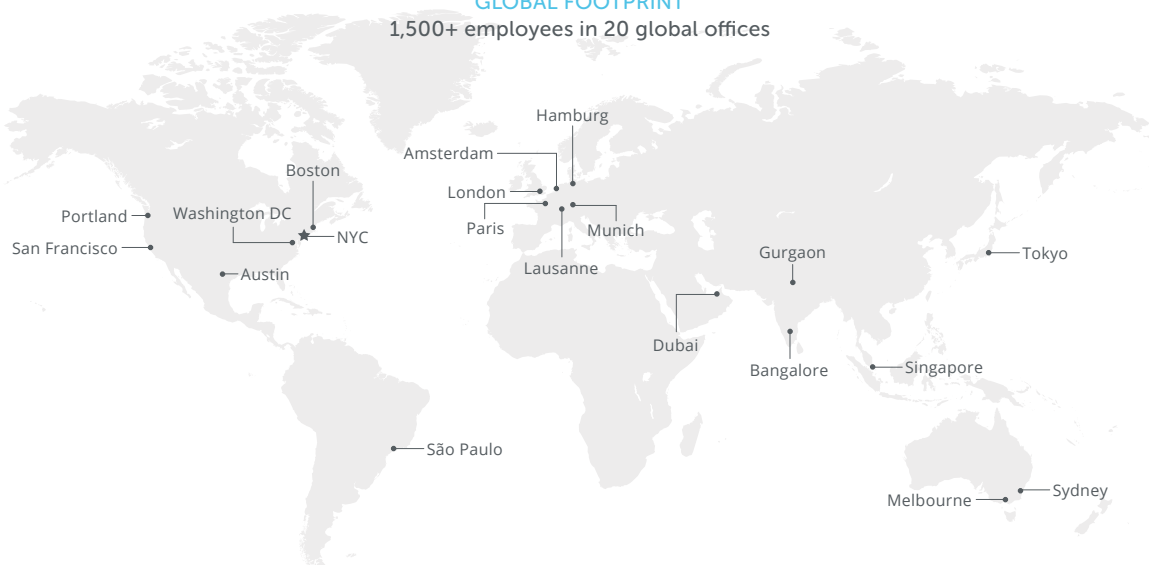 GLOBAL FOOTPRINT
1,500+ employees in 20 global offices
Hamburg
Amsterdam
Boston
London
Portland
Washington DC
Paris
Munich
NYC
San Francisco
Gurgaon
Tokyo
Lausanne
Austin
Dubai
Bangalore
Singapore
São Paulo
Sydney
Melbourne